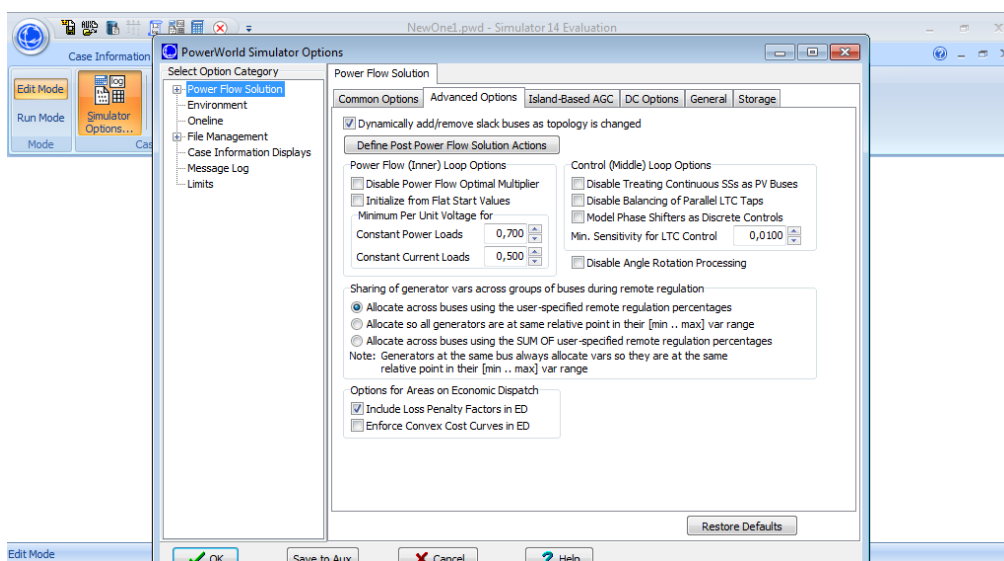 NewOne1.pwd - Simulator 14 Evaluation
Case Information
Edit Mode
Run Mode
Mode
Simulator
Options...
Cas
PowerWorld Simulator Options
Select Option Category
Power Flow Solution
Environment
Oneline
File Management
Case Information Displays
Message Log
Limits
Power Flow Solution
Common Options Advanced Options Island-Based AGC DC Options General Storage
Dynamically add/remove slack buses as topology is changed
Define Post Power Flow Solution Actions
Power Flow (Inner) Loop Options
Disable Power Flow Optimal Multiplier
Initialize from Flat Start Values
Minimum Per Unit Voltage for
Constant Power Loads 0,700
Constant Current Loads 0,500
Control (Middle) Loop Options
Disable Treating Continuous SSs as PV Buses
Disable Balancing of Parallel LTC Taps
Model Phase Shifters as Discrete Controls
Min. Sensitivity for LTC Control 0,0100
Disable Angle Rotation Processing
Sharing of generator vars across groups of buses during remote regulation
Allocate across buses using the user-specified remote regulation percentages
Allocate so all generators are at same relative point in their [min .. max] var range
Allocate across buses using the SUM OF user-specified remote regulation percentages
Note: Generators at the same bus always allocate vars so they are at the same
relative point in their [min .. max] var range
Options for Areas on Economic Dispatch
Include Loss Penalty Factors in ED
Enforce Convex Cost Curves in ED
Restore Defaults
OK Save to Aux Cancel ? Help
Edit Mode